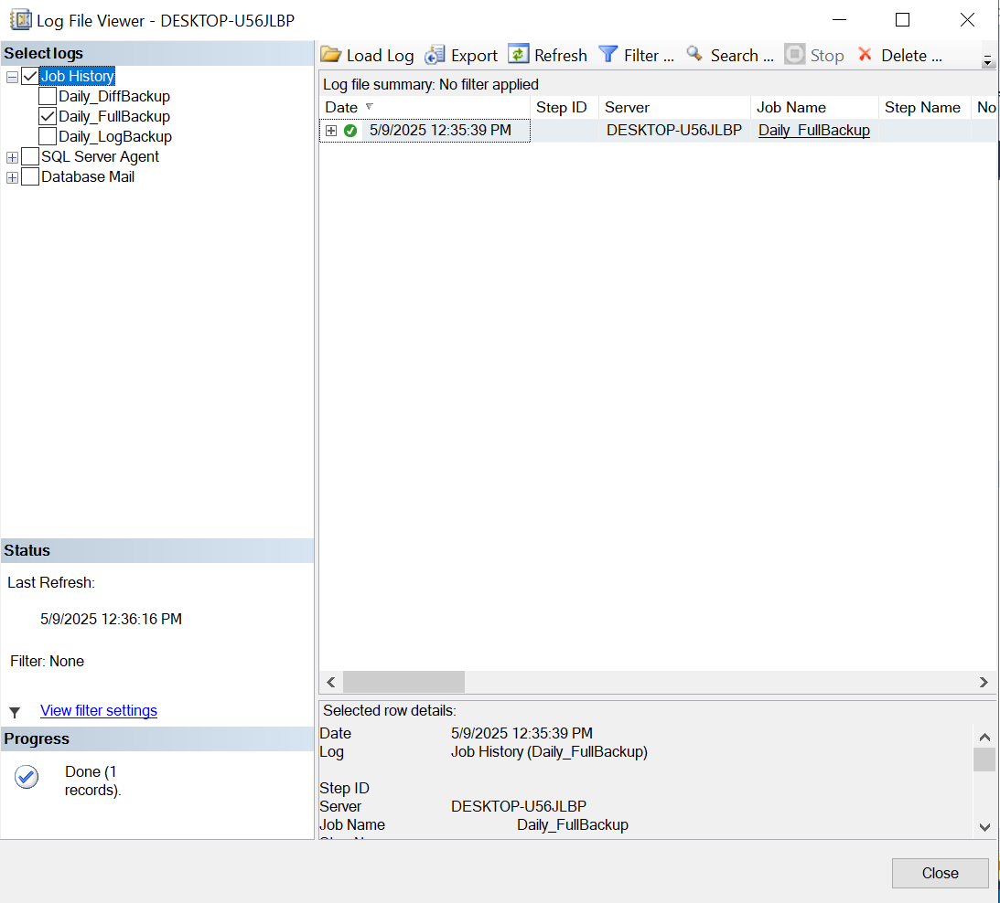 Log File Viewer - DESKTOP-U56JLBP
Select logs
Job History
Daily_DiffBackup
Daily_FullBackup
Daily_LogBackup
SQL Server Agent
Database Mail
Status
Last Refresh:
5/9/2025 12:36:16 PM
Filter: None
View filter settings
Progress
Done (1
records).
Load Log Export Refresh Filter ... Search ... Stop Delete ...
Log file summary: No filter applied
Date Step ID Server Job Name Step Name No
5/9/2025 12:35:39 PM DESKTOP-U56JLBP Daily_FullBackup
Selected row details:
Date 5/9/2025 12:35:39 PM
Log Job History (Daily_FullBackup)
Step ID
Server DESKTOP-U56JLBP
Job Name Daily_FullBackup
Close